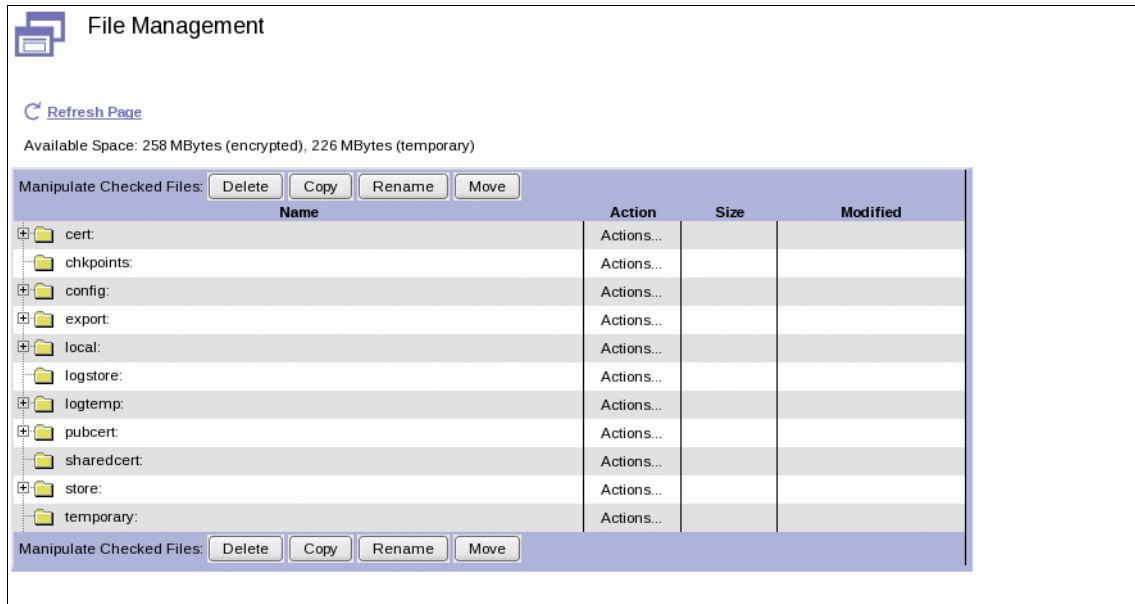 File Management
Refresh Page
Available Space: 258 MBytes (encrypted), 226 MBytes (temporary)
Manipulate Checked Files: Delete Copy Rename Move
Name Action Size Modified
cert: Actions...
chkpoints: Actions...
config: Actions...
export: Actions...
local: Actions...
logstore: Actions...
logtemp: Actions...
pubcert: Actions...
sharedcert: Actions...
store: Actions...
temporary: Actions...
Manipulate Checked Files: Delete Copy Rename Move